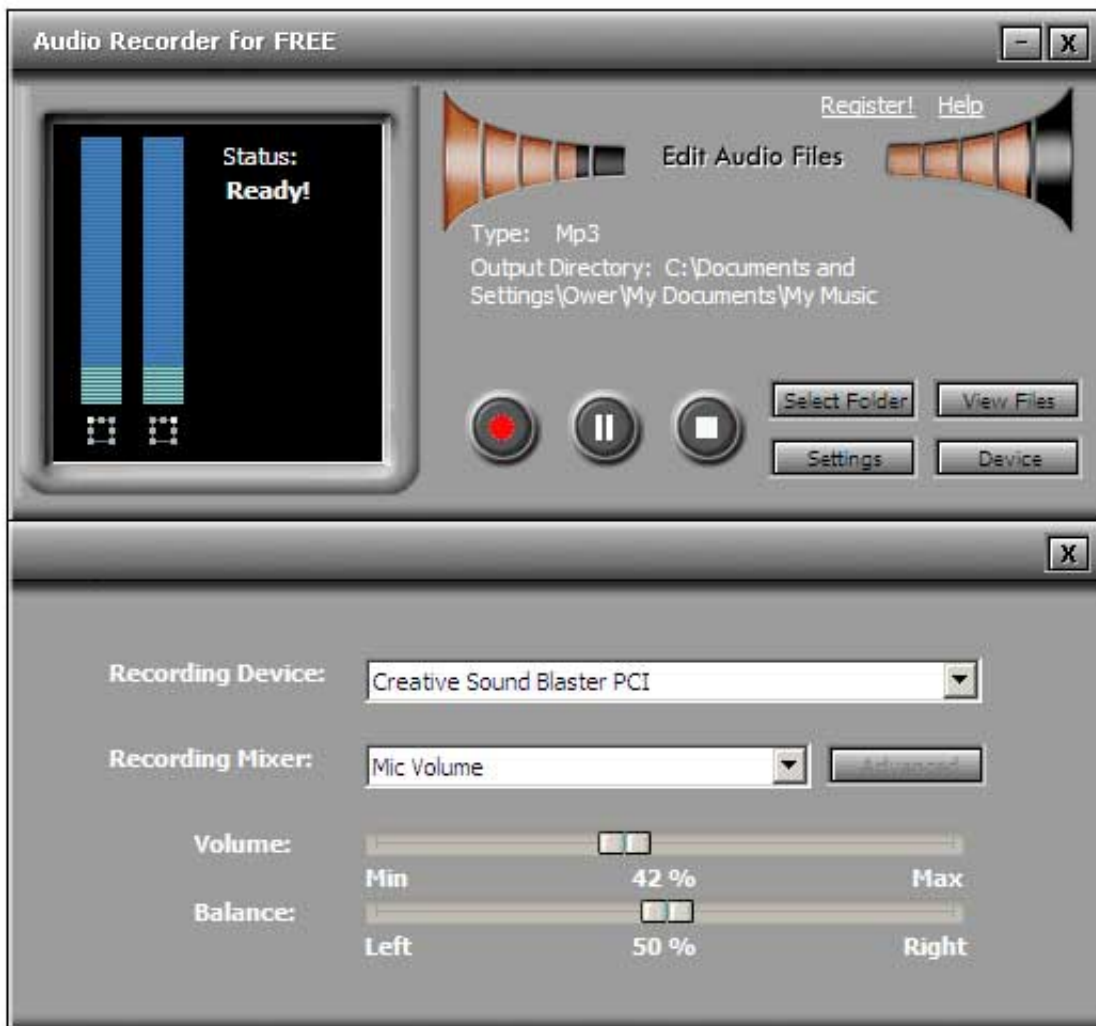 Audio Recorder for FREE
- X
Register! Help
Status:
Ready!
Edit Audio Files
Type: Mp3
Output Directory: C:\Documents and
Settings\Ower\My Documents\My Music
Select Folder View Files
Settings Device
X
Recording Device: Creative Sound Blaster PCI
Recording Mixer: Mic Volume Advanced
Volume:
Min 42 % Max
Balance:
Left 50 % Right